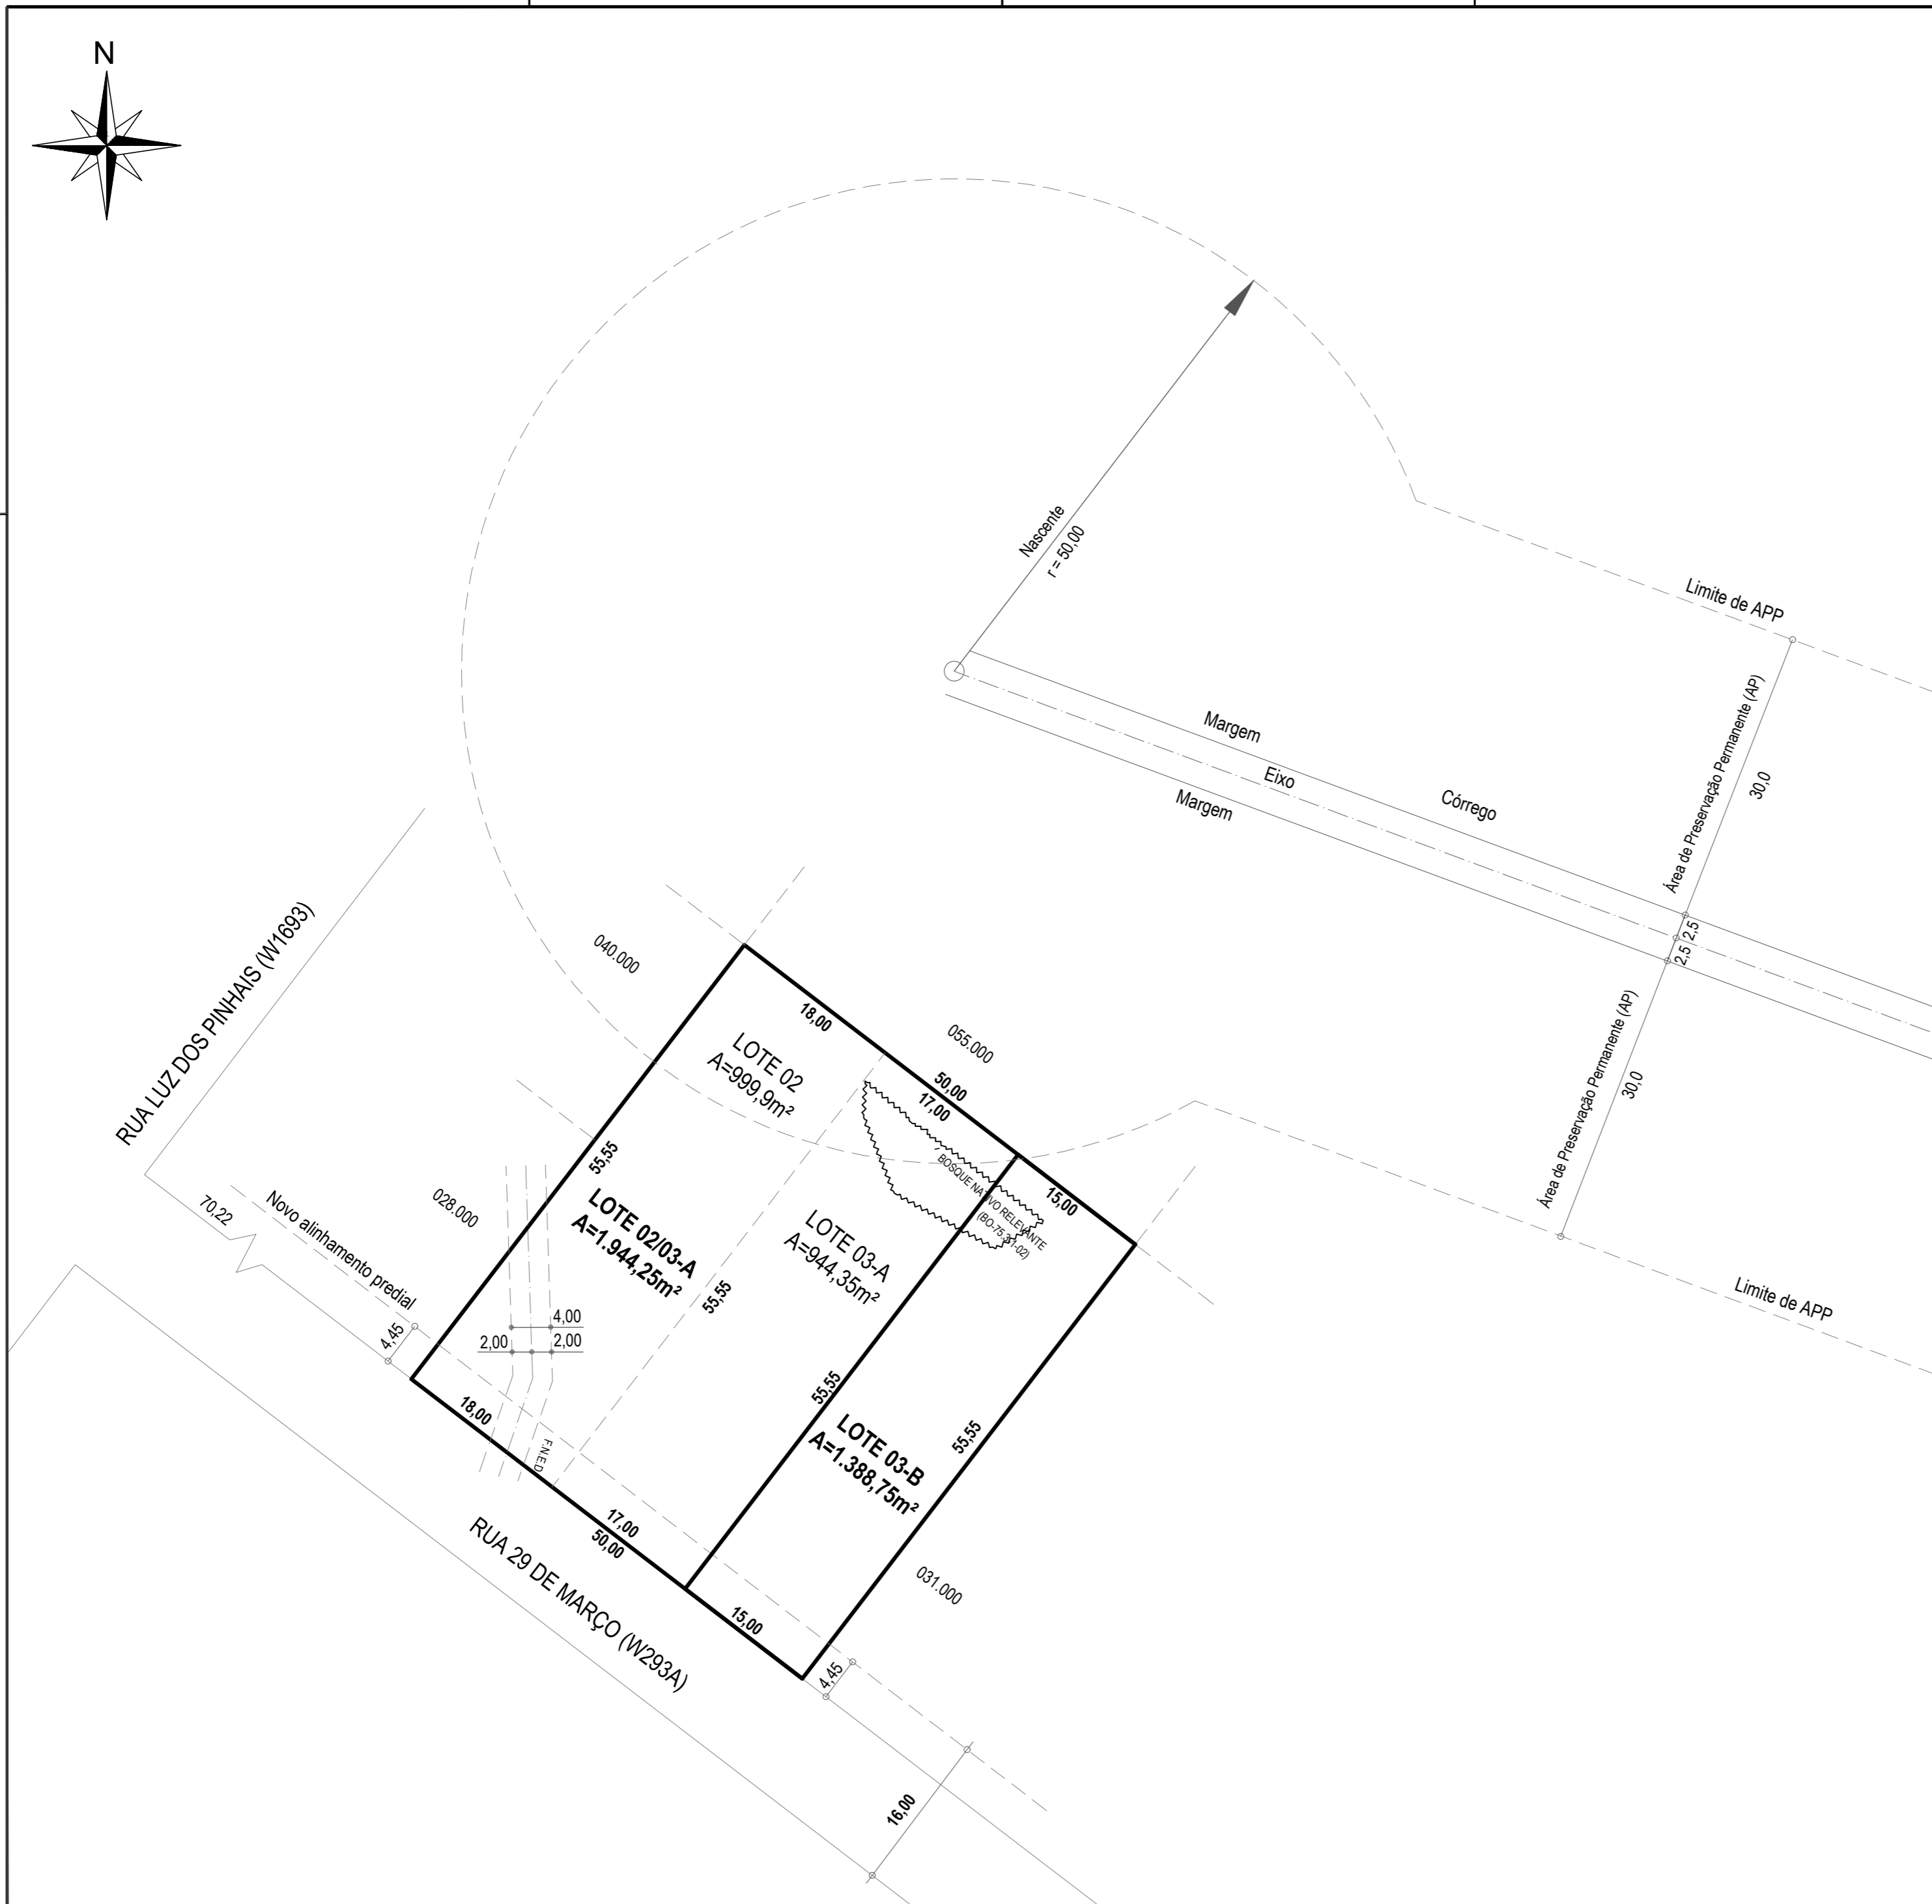 N
Nascente
r = 50,00
Limite de APP
Área de Preservação Permanente (AP)
30,0
Margem
Eixo
Margem
Córrego
2,5
2,5
Área de Preservação Permanente (AP)
30,0
Limite de APP
RUA LUZ DOS PINHAIS (W1693)
040.000
055.000
18,00
LOTE 02
A=999,9m²
50,00
17,00
BOSQUE NATIVO RELEVANTE
15,00
55,55
028.000
70,22
Novo alinhamento predial
LOTE 02/03-A
A=1.944,25m²
LOTE 03-A
A=944,35m²
55,55
4,00
2,00
2,00
4,45
18,00
F.N.E.D.
55,55
55,55
LOTE 03-B
A=1.388,75m²
17,00
50,00
RUA 29 DE MARÇO (W293A)
15,00
031.000
4,45
16,00